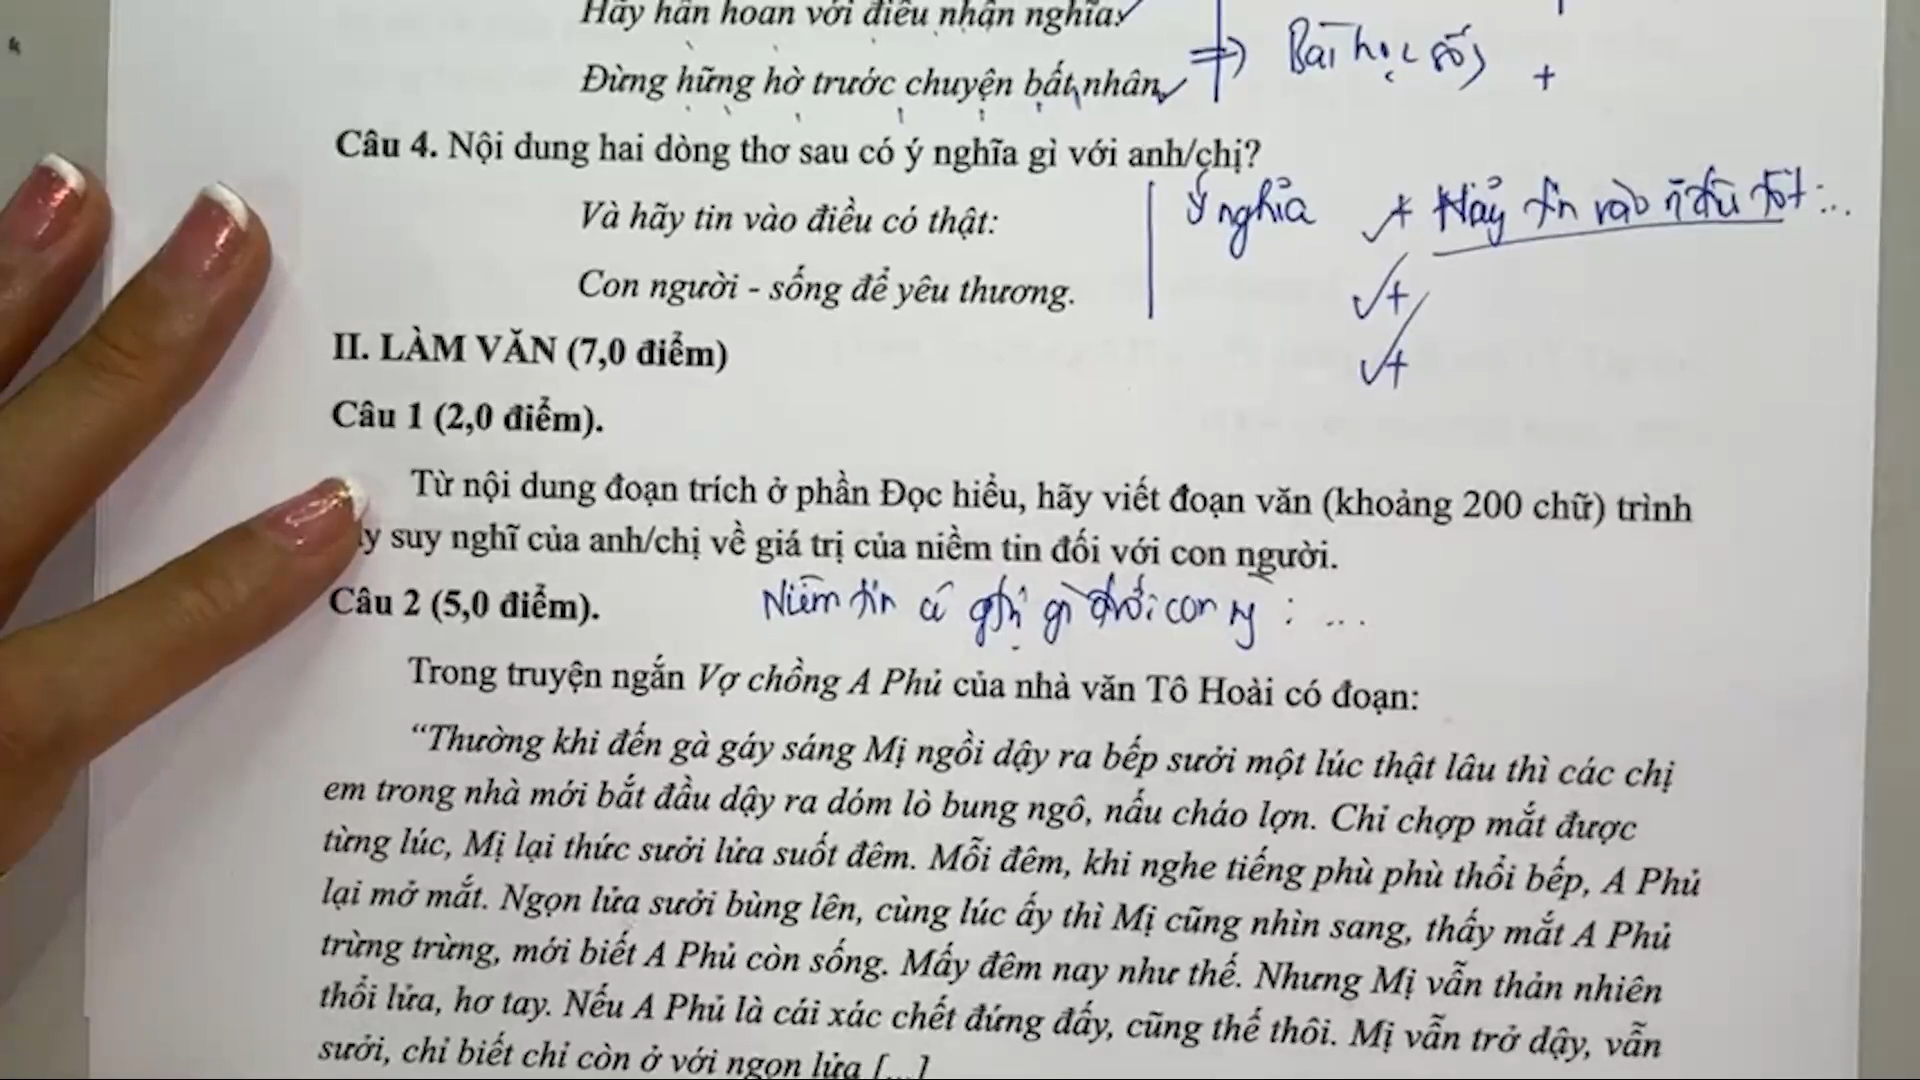 Hãy hân hoan với điều nhận nghĩa.
Đừng hững hờ trước chuyện bất nhân
⇒ Bài học sống +
Câu 4. Nội dung hai dòng thơ sau có ý nghĩa gì với anh/chị?
Và hãy tin vào điều có thật:
Con người - sống để yêu thương.
Ý nghĩa + Hãy tin vào tốt...
+
+
II. LÀM VĂN (7,0 điểm)
Câu 1 (2,0 điểm).
Từ nội dung đoạn trích ở phần Đọc hiểu, hãy viết đoạn văn (khoảng 200 chữ) trình
y suy nghĩ của anh/chị về giá trị của niềm tin đối với con người.
Câu 2 (5,0 điểm).
Niềm tin có gtrị gì đối với con ng : ...
Trong truyện ngắn Vợ chồng A Phủ của nhà văn Tô Hoài có đoạn:
“Thường khi đến gà gáy sáng Mị ngồi dậy ra bếp sưởi một lúc thật lâu thì các chị
em trong nhà mới bắt đầu dậy ra dóm lò bung ngô, nấu cháo lợn. Chỉ chợp mắt được
từng lúc, Mị lại thức sưởi lửa suốt đêm. Mỗi đêm, khi nghe tiếng phù phù thổi bếp, A Phủ
lại mở mắt. Ngọn lửa sưởi bùng lên, cùng lúc ấy thì Mị cũng nhìn sang, thấy mắt A Phủ
trừng trừng, mới biết A Phủ còn sống. Mấy đêm nay như thế. Nhưng Mị vẫn thản nhiên
thổi lửa, hơ tay. Nếu A Phủ là cái xác chết đứng đấy, cũng thế thôi. Mị vẫn trở dậy, vẫn
sưởi, chỉ biết chỉ còn ở với ngọn lửa [...]